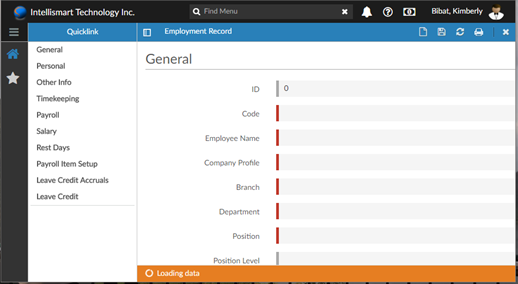 Intellismart Technology Inc.
Find Menu
Bibat, Kimberly
Quicklink
Employment Record
General
Personal
Other Info
Timekeeping
Payroll
Salary
Rest Days
Payroll Item Setup
Leave Credit Accruals
Leave Credit
General
ID 0
Code
Employee Name
Company Profile
Branch
Department
Position
Position Level
Loading data